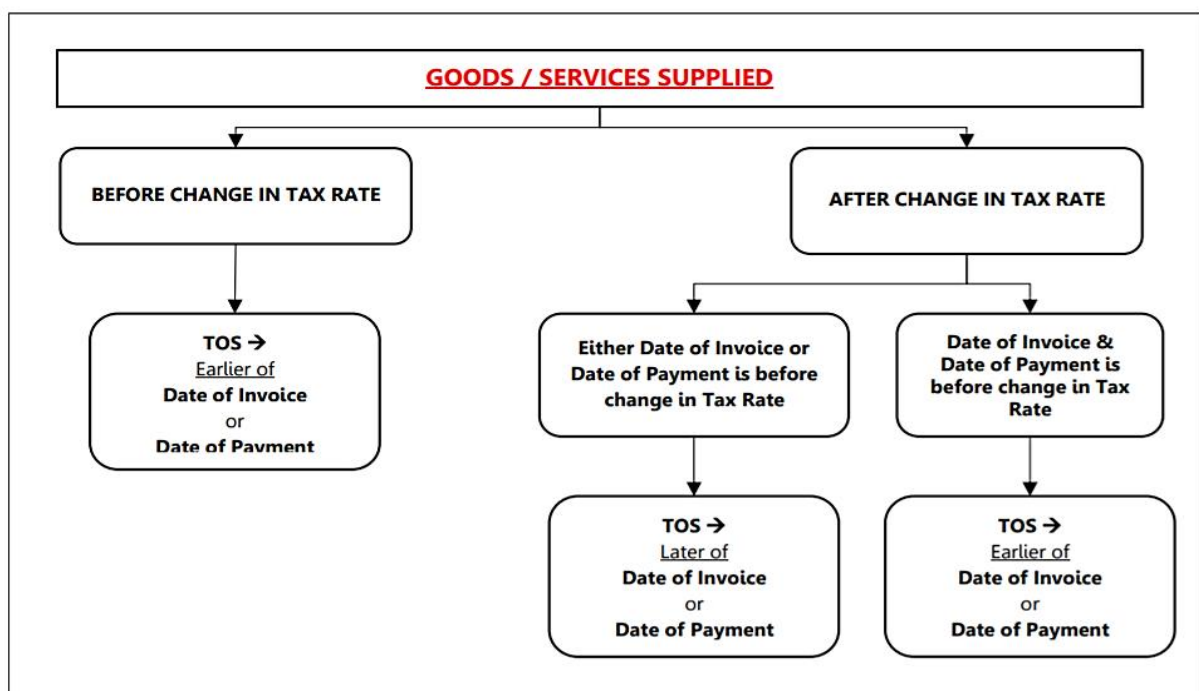 GOODS / SERVICES SUPPLIED
BEFORE CHANGE IN TAX RATE
AFTER CHANGE IN TAX RATE
TOS →
Earlier of
Date of Invoice
or
Date of Payment
Either Date of Invoice or
Date of Payment is before
change in Tax Rate
Date of Invoice &
Date of Payment is
before change in Tax
Rate
TOS →
Later of
Date of Invoice
or
Date of Payment
TOS →
Earlier of
Date of Invoice
or
Date of Payment